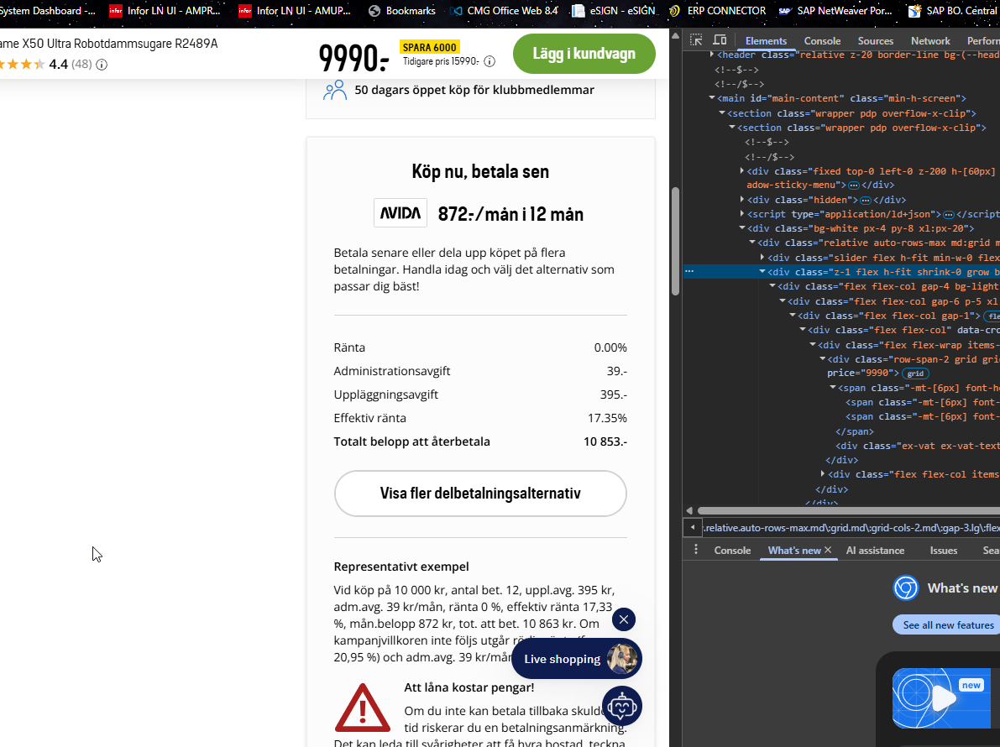 System Dashboard -... infor Infor LN UI - AMPR... infor Infor LN UI - AMUP... Bookmarks CMG Office Web 8.4 eSIGN - eSIGN ERP CONNECTOR SAP SAP NetWeaver Por... SAP BO. Central
ame X50 Ultra Robotdammsugare R2489A
4.4 (48)
9990:-
SPARA 6000
Tidigare pris 15990:-
Lägg i kundvagn
50 dagars öppet köp för klubbmedlemmar
Köp nu, betala sen
AVIDA 872:-/mån i 12 mån
Betala senare eller dela upp köpet på flera
betalningar. Handla idag och välj det alternativ som
passar dig bäst!
Ränta 0.00%
Administrationsavgift 39.-
Uppläggningsavgift 395.-
Effektiv ränta 17.35%
Totalt belopp att återbetala 10 853.-
Visa fler delbetalningsalternativ
Representativt exempel
Vid köp på 10 000 kr, antal bet. 12, uppl.avg. 395 kr,
adm.avg. 39 kr/mån, ränta 0 %, effektiv ränta 17,33
%, mån.belopp 872 kr, tot. att bet. 10 863 kr. Om
kampanjvillkoren inte följs utgår
20,95 %) och adm.avg. 39 kr/mån
Live shopping
Att låna kostar pengar!
Om du inte kan betala tillbaka skulde
tid riskerar du en betalningsanmärkning.
Det kan leda till svårigheter att få hyra bostad, teckna
Elements Console Sources Network Perform
<header class="relative z-20 border-line bg-(--head
<!--$-->
<!--/$-->
<main id="main-content" class="min-h-screen">
<section class="wrapper pdp overflow-x-clip">
<section class="wrapper pdp overflow-x-clip">
<!--$-->
<!--/$-->
<div class="fixed top-0 left-0 z-200 h-[60px]
adow-sticky-menu"> ⋯ </div>
<div class="hidden"> ⋯ </div>
<script type="application/ld+json"> ⋯ </script
<div class="bg-white px-4 py-8 xl:px-20">
<div class="relative auto-rows-max md:grid m
<div class="slider flex h-fit min-w-0 flex
<div class="z-1 flex h-fit shrink-0 grow b
<div class="flex flex-col gap-4 bg-light
<div class="flex flex-col gap-6 p-5 xl
<div class="flex flex-col gap-1"> fle
<div class="flex flex-col" data-cro
<div class="flex flex-wrap items-
<div class="row-span-2 grid gri
price="9990"> grid
<span class="-mt-[6px] font-h
<span class="-mt-[6px] font-
<span class="-mt-[6px] font-
</span>
<div class="ex-vat ex-vat-text
</div>
<div class="flex flex-col items
</div>
</div>
.relative.auto-rows-max.md\:grid.md\:grid-cols-2.md\:gap-3.lg\:flex
Console What's new AI assistance Issues Sea
What's new
See all new features
new